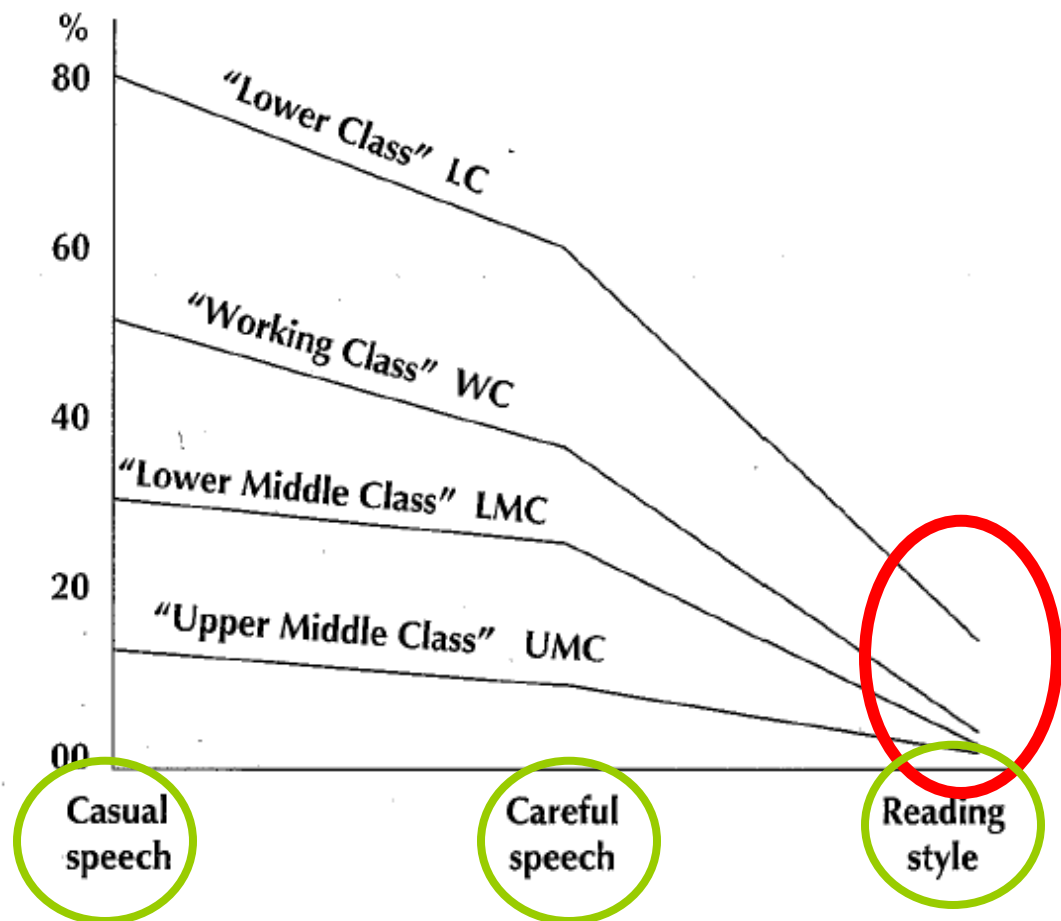 %
80
"Lower Class" LC
60
"Working Class" WC
40
"Lower Middle Class" LMC
20
"Upper Middle Class" UMC
00
Casual speech
Careful speech
Reading style